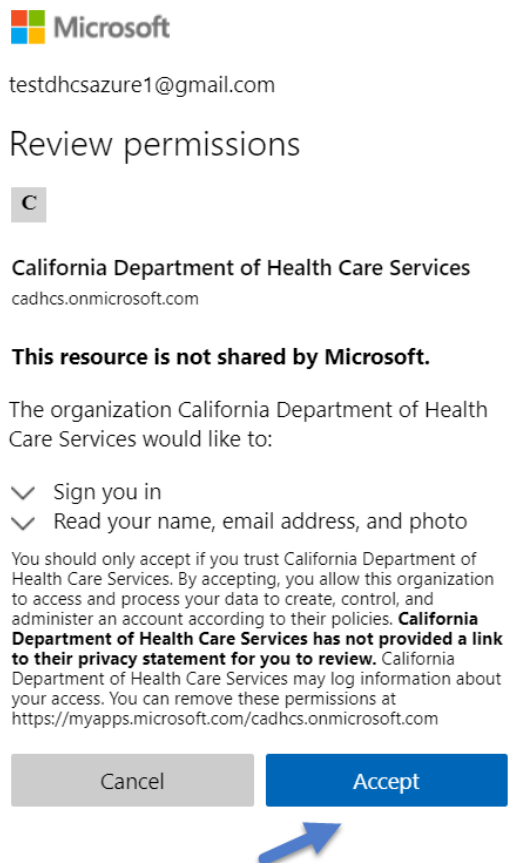 Microsoft
testdhcsazure1@gmail.com
Review permissions
C
California Department of Health Care Services
cadhcs.onmicrosoft.com
This resource is not shared by Microsoft.
The organization California Department of Health
Care Services would like to:
Sign you in
Read your name, email address, and photo
You should only accept if you trust California Department of
Health Care Services. By accepting, you allow this organization
to access and process your data to create, control, and
administer an account according to their policies. California
Department of Health Care Services has not provided a link
to their privacy statement for you to review. California
Department of Health Care Services may log information about
your access. You can remove these permissions at
https://myapps.microsoft.com/cadhcs.onmicrosoft.com
Cancel
Accept